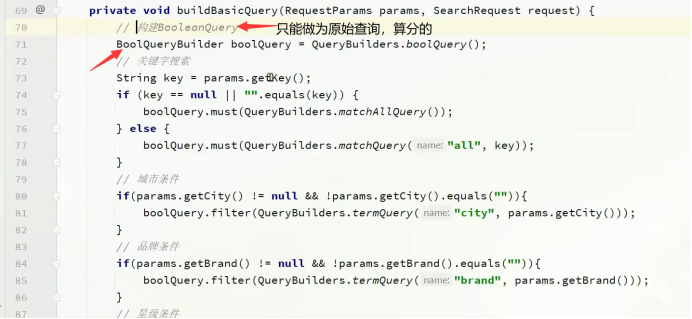 69 @ private void buildBasicQuery(RequestParams params, SearchRequest request) {
70 // 构建BooleanQuery 只能做为原始查询，算分的
71 BoolQueryBuilder boolQuery = QueryBuilders.boolQuery();
72 // 关键字搜索
73 String key = params.getKey();
74 if (key == null || "".equals(key)) {
75 boolQuery.must(QueryBuilders.matchAllQuery());
76 } else {
77 boolQuery.must(QueryBuilders.matchQuery( name: "all", key));
78 }
79 // 城市条件
80 if(params.getCity() != null && !params.getCity().equals("")){
81 boolQuery.filter(QueryBuilders.termQuery( name: "city", params.getCity()));
82 }
83 // 品牌条件
84 if(params.getBrand() != null && !params.getBrand().equals("")){
85 boolQuery.filter(QueryBuilders.termQuery( name: "brand", params.getBrand()));
86 }
87 // 星级条件